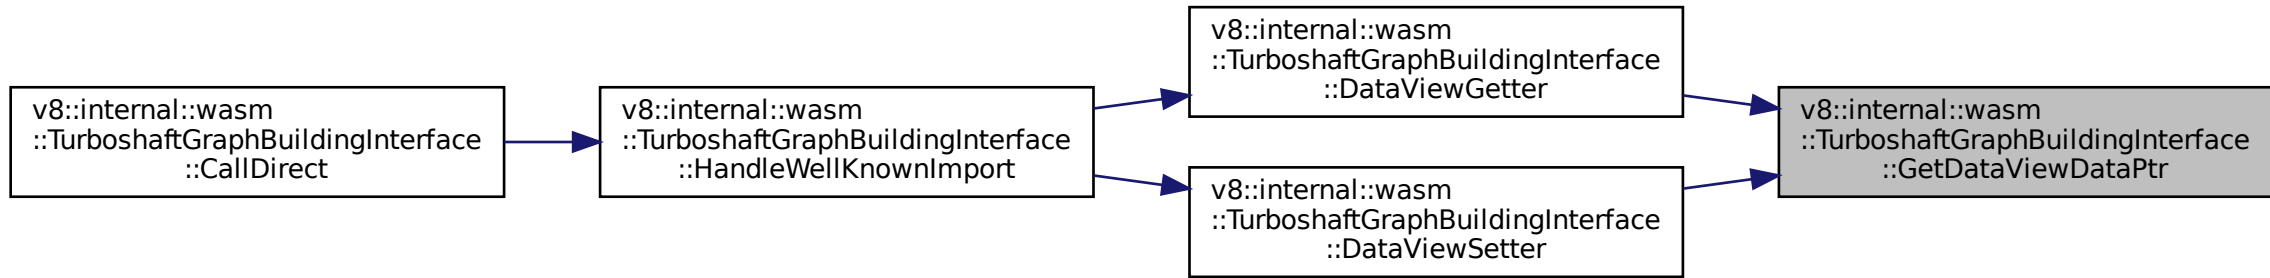 v8::internal::wasm
::TurboshaftGraphBuildingInterface
::CallDirect
v8::internal::wasm
::TurboshaftGraphBuildingInterface
::HandleWellKnownImport
v8::internal::wasm
::TurboshaftGraphBuildingInterface
::DataViewGetter
v8::internal::wasm
::TurboshaftGraphBuildingInterface
::DataViewSetter
v8::internal::wasm
::TurboshaftGraphBuildingInterface
::GetDataViewDataPtr